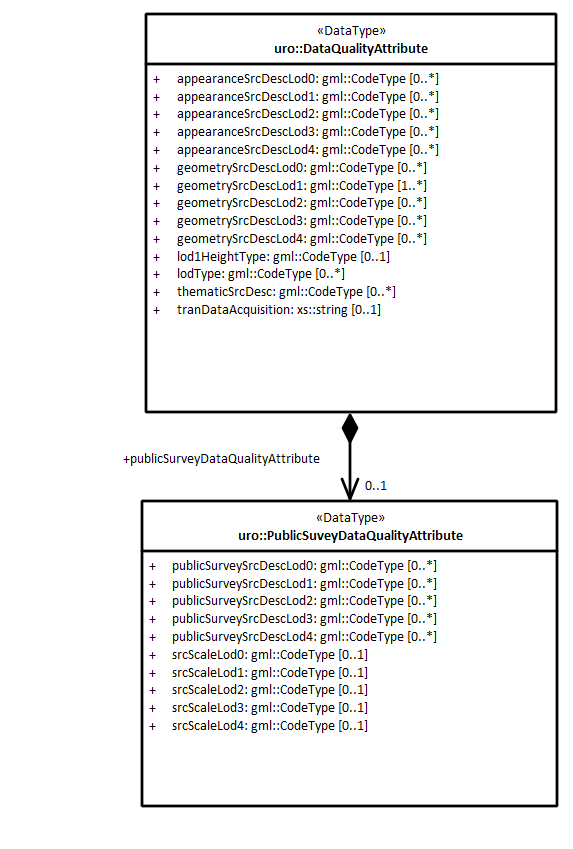 «DataType»
uro::DataQualityAttribute
+ appearanceSrcDescLod0: gml::CodeType [0..*]
+ appearanceSrcDescLod1: gml::CodeType [0..*]
+ appearanceSrcDescLod2: gml::CodeType [0..*]
+ appearanceSrcDescLod3: gml::CodeType [0..*]
+ appearanceSrcDescLod4: gml::CodeType [0..*]
+ geometrySrcDescLod0: gml::CodeType [0..*]
+ geometrySrcDescLod1: gml::CodeType [1..*]
+ geometrySrcDescLod2: gml::CodeType [0..*]
+ geometrySrcDescLod3: gml::CodeType [0..*]
+ geometrySrcDescLod4: gml::CodeType [0..*]
+ lod1HeightType: gml::CodeType [0..1]
+ lodType: gml::CodeType [0..*]
+ thematicSrcDesc: gml::CodeType [0..*]
+ tranDataAcquisition: xs::string [0..1]
+publicSurveyDataQualityAttribute
0..1
«DataType»
uro::PublicSuveyDataQualityAttribute
+ publicSurveySrcDescLod0: gml::CodeType [0..*]
+ publicSurveySrcDescLod1: gml::CodeType [0..*]
+ publicSurveySrcDescLod2: gml::CodeType [0..*]
+ publicSurveySrcDescLod3: gml::CodeType [0..*]
+ publicSurveySrcDescLod4: gml::CodeType [0..*]
+ srcScaleLod0: gml::CodeType [0..1]
+ srcScaleLod1: gml::CodeType [0..1]
+ srcScaleLod2: gml::CodeType [0..1]
+ srcScaleLod3: gml::CodeType [0..1]
+ srcScaleLod4: gml::CodeType [0..1]